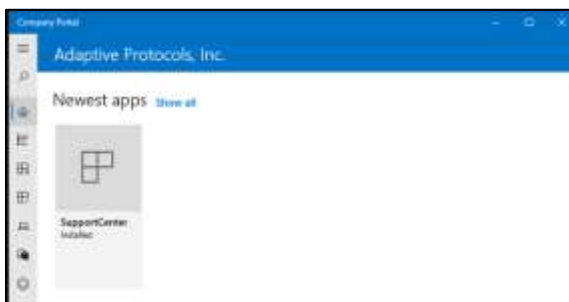 Company Portal
Adaptive Protocols, Inc.
Newest apps Show all
SupportCenter
Installed